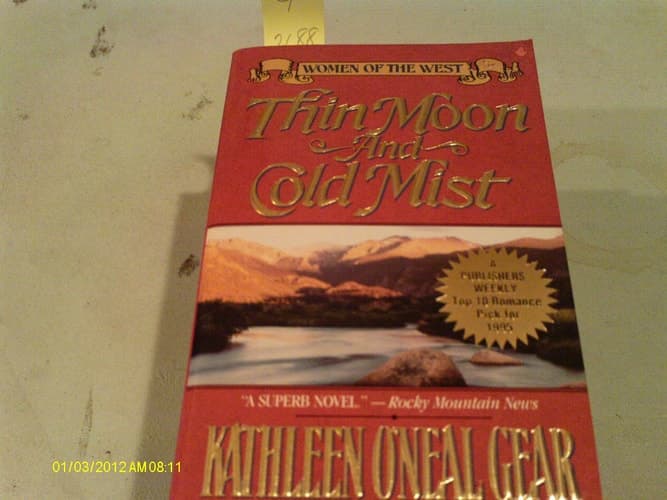 2688
WOMEN OF THE WEST
Thin Moon
And
Cold Mist
A
PUBLISHERS
WEEKLY
Top 10 Romance
Pick for
1995
"A SUPERB NOVEL." — Rocky Mountain News
KATHLEEN O'NEAL GEAR
01/03/2012 AM 08:11